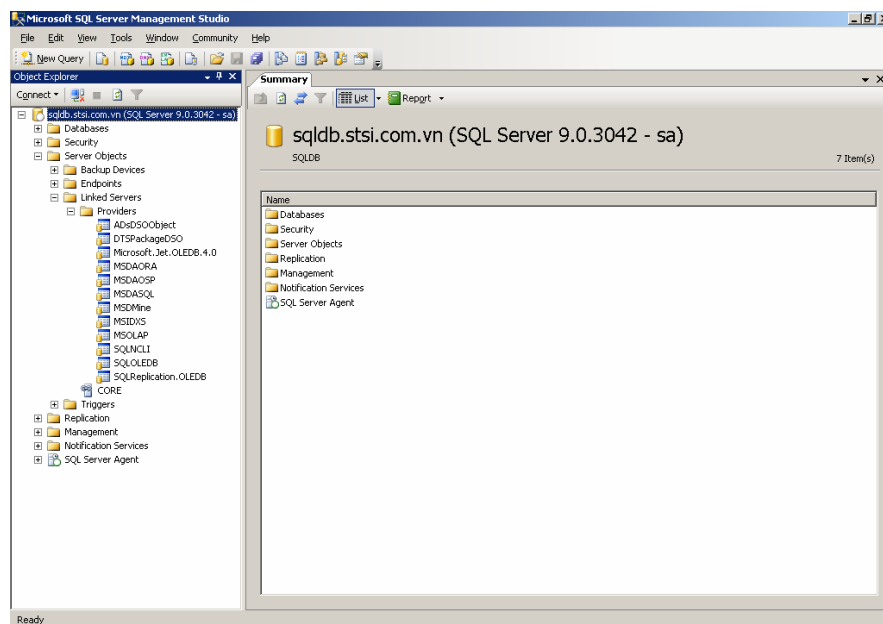 Microsoft SQL Server Management Studio
File Edit View Tools Window Community Help
New Query
Object Explorer
Connect
sqldb.stsi.com.vn (SQL Server 9.0.3042 - sa)
Databases
Security
Server Objects
Backup Devices
Endpoints
Linked Servers
Providers
ADsDSOObject
DTSPackageDSO
Microsoft.Jet.OLEDB.4.0
MSDAORA
MSDAOSP
MSDASQL
MSDMine
MSIDXS
MSOLAP
SQLNCLI
SQLOLEDB
SQLReplication.OLEDB
CORE
Triggers
Replication
Management
Notification Services
SQL Server Agent
Summary
List Report
sqldb.stsi.com.vn (SQL Server 9.0.3042 - sa)
SQLDB 7 Item(s)
Name
Databases
Security
Server Objects
Replication
Management
Notification Services
SQL Server Agent
Ready